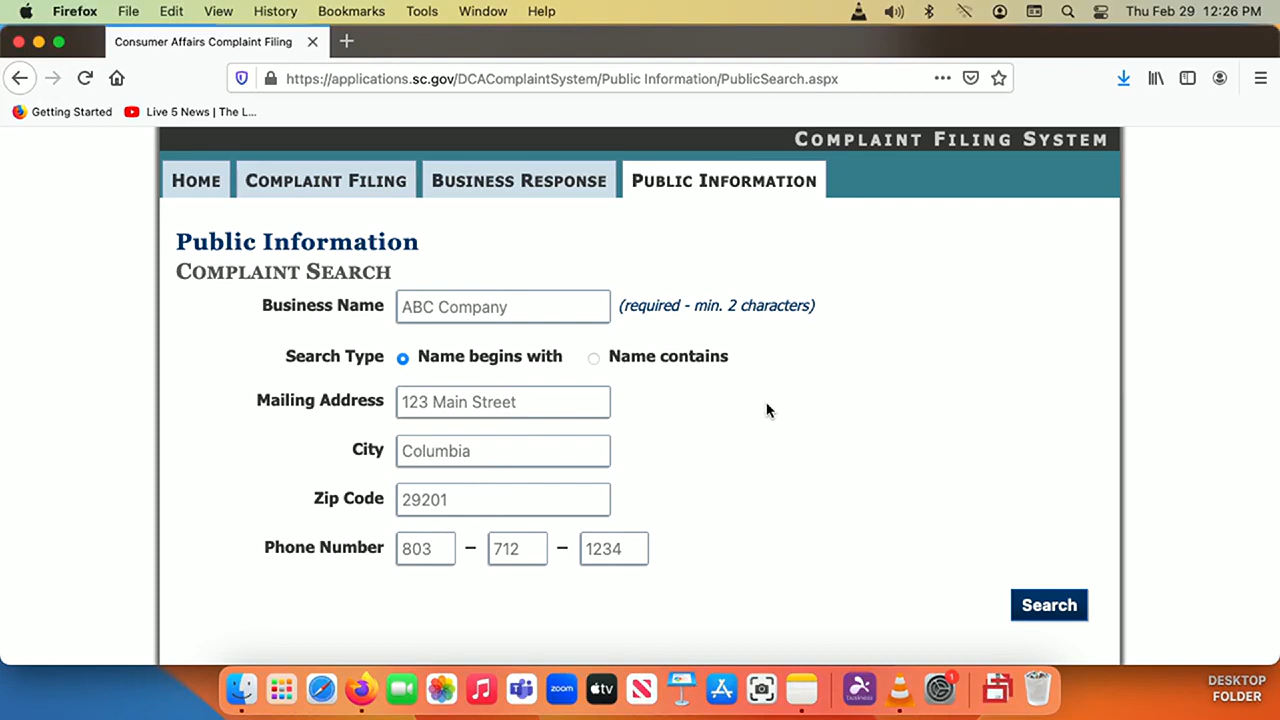 Firefox File Edit View History Bookmarks Tools Window Help Thu Feb 29 12:26 PM
Consumer Affairs Complaint Filing
https://applications.sc.gov/DCAComplaintSystem/Public Information/PublicSearch.aspx
Getting Started Live 5 News | The L...
COMPLAINT FILING SYSTEM
HOME COMPLAINT FILING BUSINESS RESPONSE PUBLIC INFORMATION
Public Information
COMPLAINT SEARCH
Business Name ABC Company (required - min. 2 characters)
Search Type Name begins with Name contains
Mailing Address 123 Main Street
City Columbia
Zip Code 29201
Phone Number 803 – 712 – 1234
Search
tv zoom business 1
DESKTOP
FOLDER